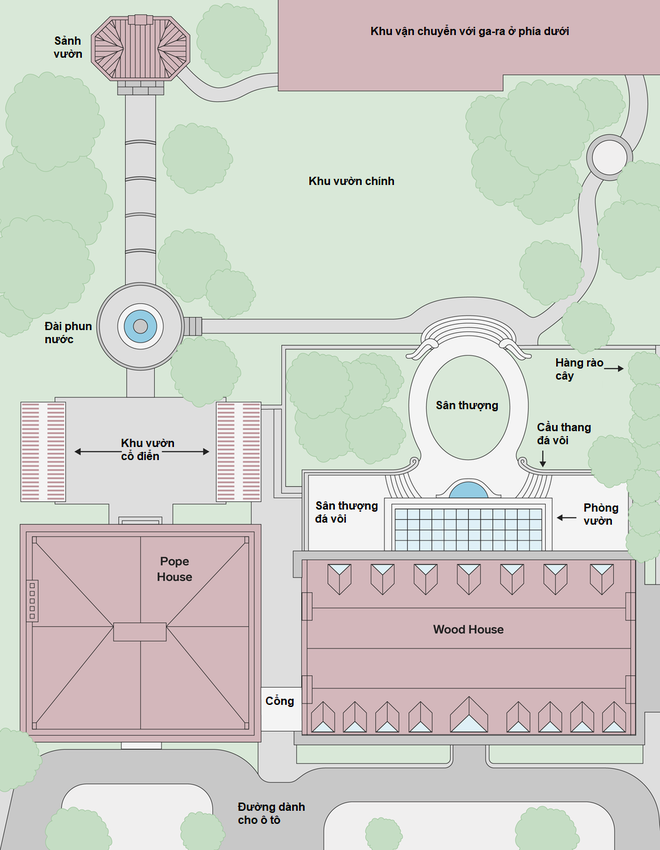 Khu vận chuyển với ga-ra ở phía dưới
Sảnh
vườn
Khu vườn chính
Đài phun
nước
Hàng rào
cây
Sân thượng
Cầu thang
đá vôi
Khu vườn
cổ điển
Sân thượng
đá vôi
Phòng
vườn
Pope
House
Wood House
Cổng
Đường dành
cho ô tô